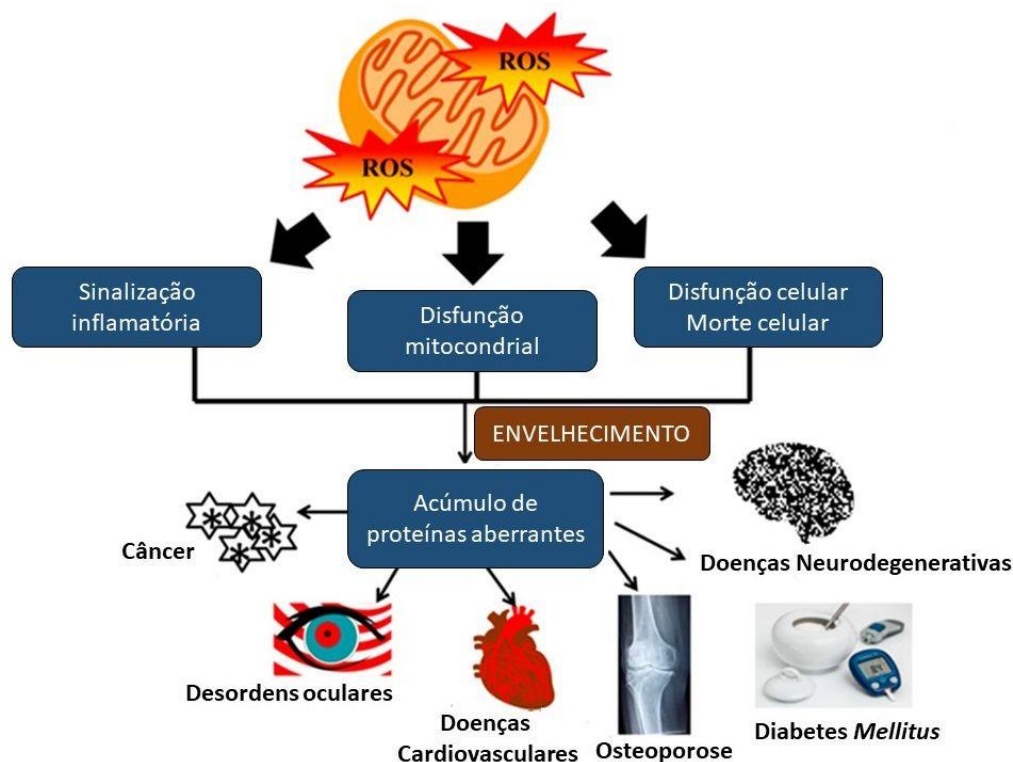 ROS
ROS
Sinalização
inflamatória
Disfunção
mitocondrial
Disfunção celular
Morte celular
ENVELHECIMENTO
Acúmulo de
proteínas aberrantes
Câncer
Doenças Neurodegenerativas
Desordens oculares
Doenças
Cardiovasculares
Osteoporose
Diabetes Mellitus